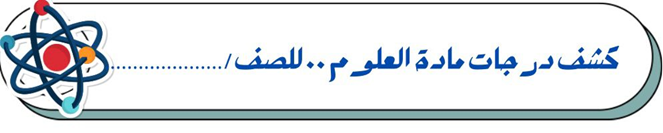 كشف درجات مادة العلوم .. للصف / ....................